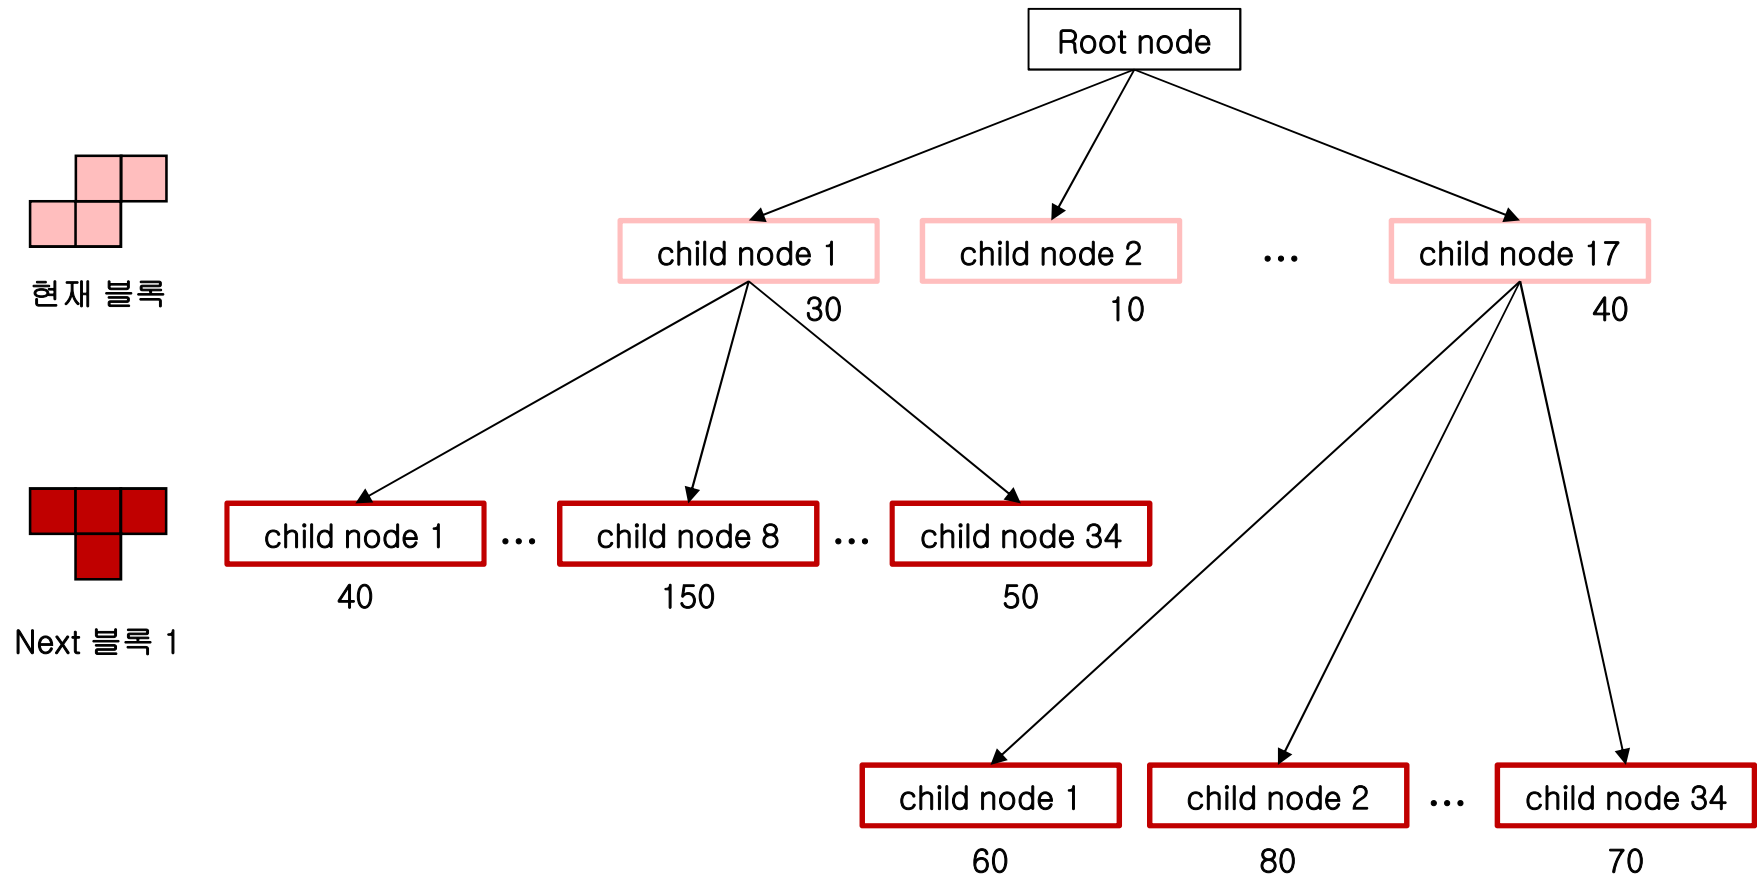 Root node
child node 1
child node 2
...
child node 17
현재 블록
30
10
40
child node 1
...
child node 8
...
child node 34
40
150
50
Next 블록 1
child node 1
child node 2
...
child node 34
60
80
70